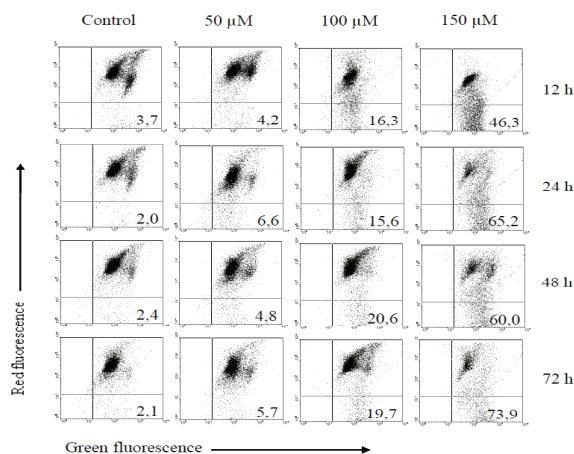 Control 50 µM 100 µM 150 µM
3,7 4,2 16,3 46,3 12 h
2,0 6,6 15,6 65,2 24 h
2,4 4,8 20,6 60,0 48 h
2,1 5,7 19,7 73,9 72 h
Red fluorescence
Green fluorescence